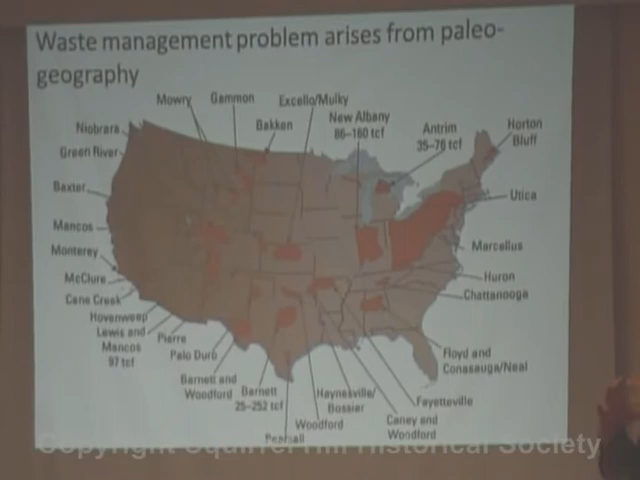 Waste management problem arises from paleo-
geography
Mowry
Gammon
Excello/Mulky
New Albany
86–160 tcf
Antrim
35–76 tcf
Horton
Bluff
Niobrara
Bakken
Green River
Baxter
Utica
Mancos
Monterey
Marcellus
McClure
Huron
Cane Creek
Chattanooga
Hovenweep
Lewis and
Mancos
97 tcf
Pierre
Palo Duro
Floyd and
Conasauga/Neal
Barnett and
Woodford
Barnett
25–252 tcf
Haynesville/
Bossier
Fayetteville
Woodford
Caney and
Woodford
Pearsall
Copyright Squirrel Hill Historical Society